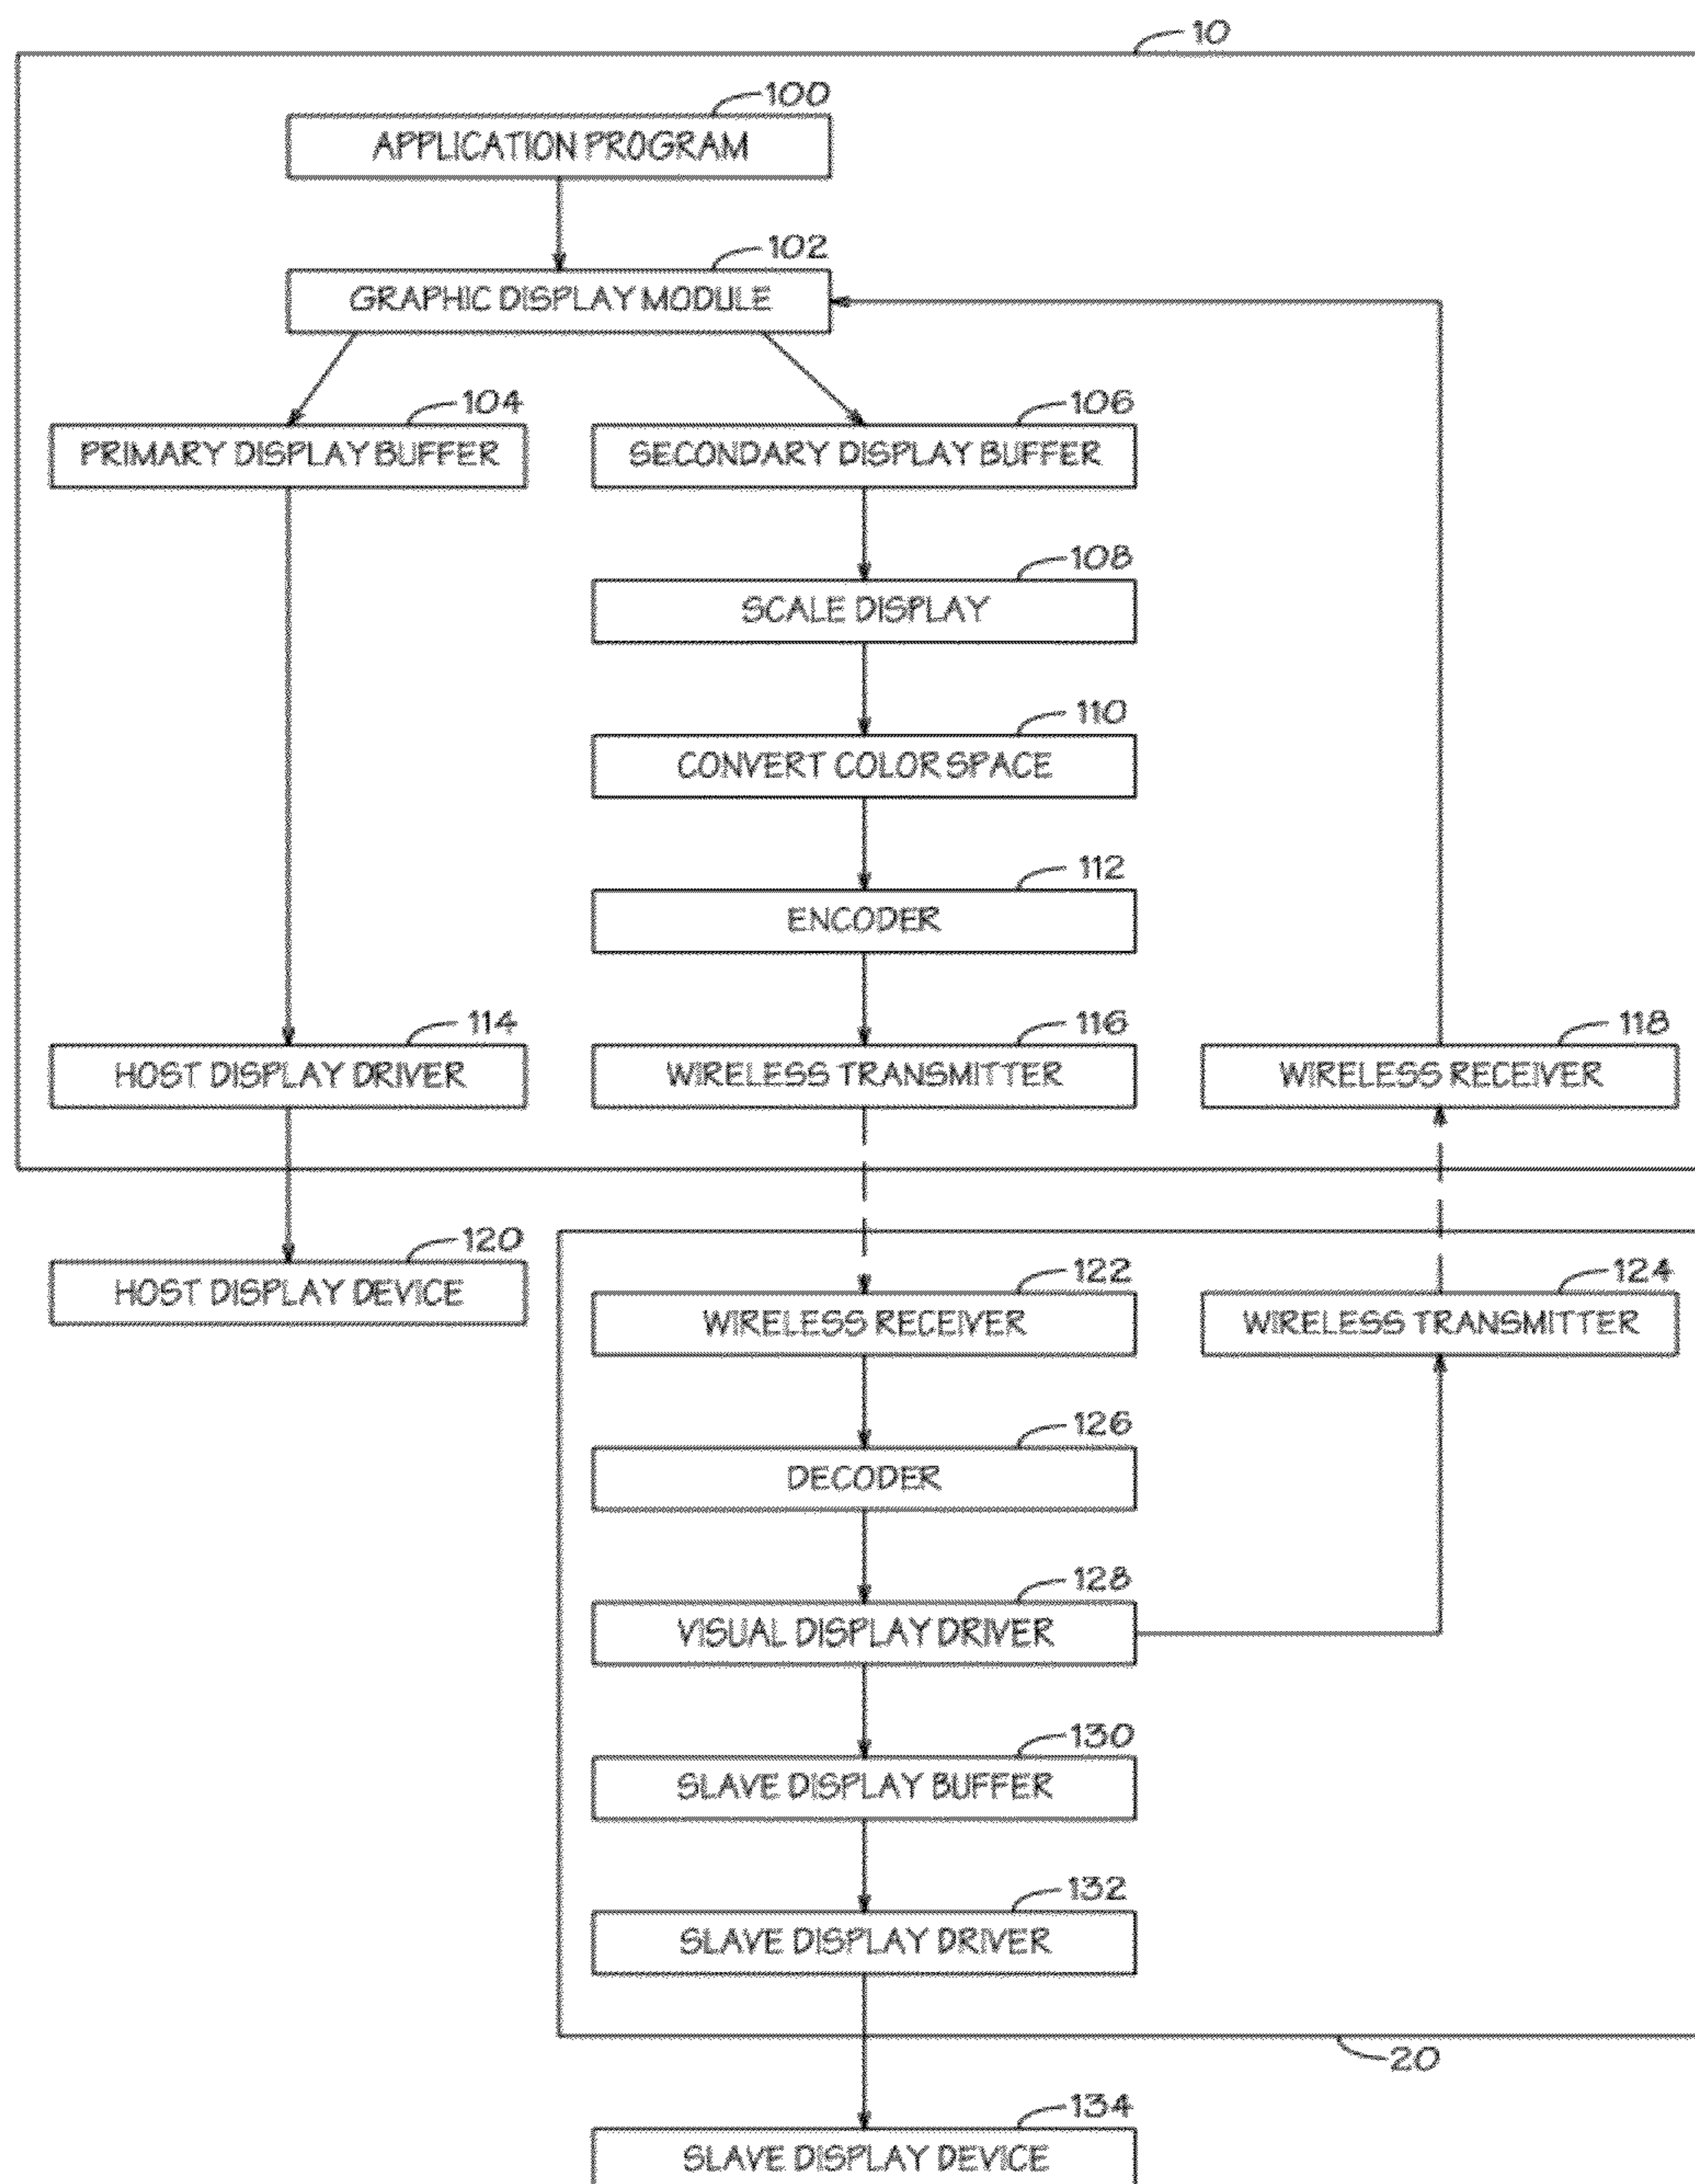 10
100
APPLICATION PROGRAM
102
GRAPHIC DISPLAY MODULE
104
PRIMARY DISPLAY BUFFER
106
SECONDARY DISPLAY BUFFER
108
SCALE DISPLAY
110
CONVERT COLOR SPACE
112
ENCODER
114
HOST DISPLAY DRIVER
116
WIRELESS TRANSMITTER
118
WIRELESS RECEIVER
120
HOST DISPLAY DEVICE
122
WIRELESS RECEIVER
124
WIRELESS TRANSMITTER
126
DECODER
128
VISUAL DISPLAY DRIVER
130
SLAVE DISPLAY BUFFER
132
SLAVE DISPLAY DRIVER
20
134
SLAVE DISPLAY DEVICE